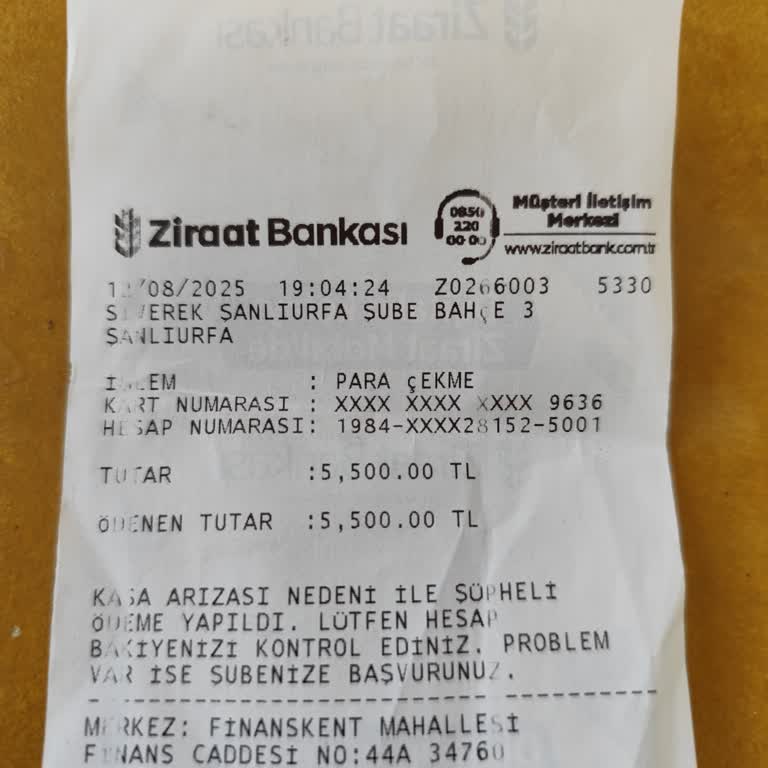 Ziraat Bankası
0850
220
00 00
Müşteri İletişim
Merkezi
www.ziraatbank.com.tr
/08/2025 19:04:24 Z0266003 5330
SİVEREK ŞANLIURFA ŞUBE BAHçE 3
ŞANLIURFA
İŞLEM : PARA çEKME
KART NUMARASI : XXXX XXXX XXXX 9636
HESAP NUMARASI: 1984-XXXX28152-5001
TUTAR :5,500.00 TL
ÖDENEN TUTAR :5,500.00 TL
KASA ARIZASI NEDENİ İLE ŞÜPHELİ
ÖDEME YAPILDI. LÜTFEN HESAP
BAKİYENİZİ KONTROL EDİNİZ. PROBLEM
VAR İSE ŞUBENİZE BAŞVURUNUZ.
MERKEZ: FİNANSKENT MAHALLESİ
FİNANS CADDESİ NO:44A 34760